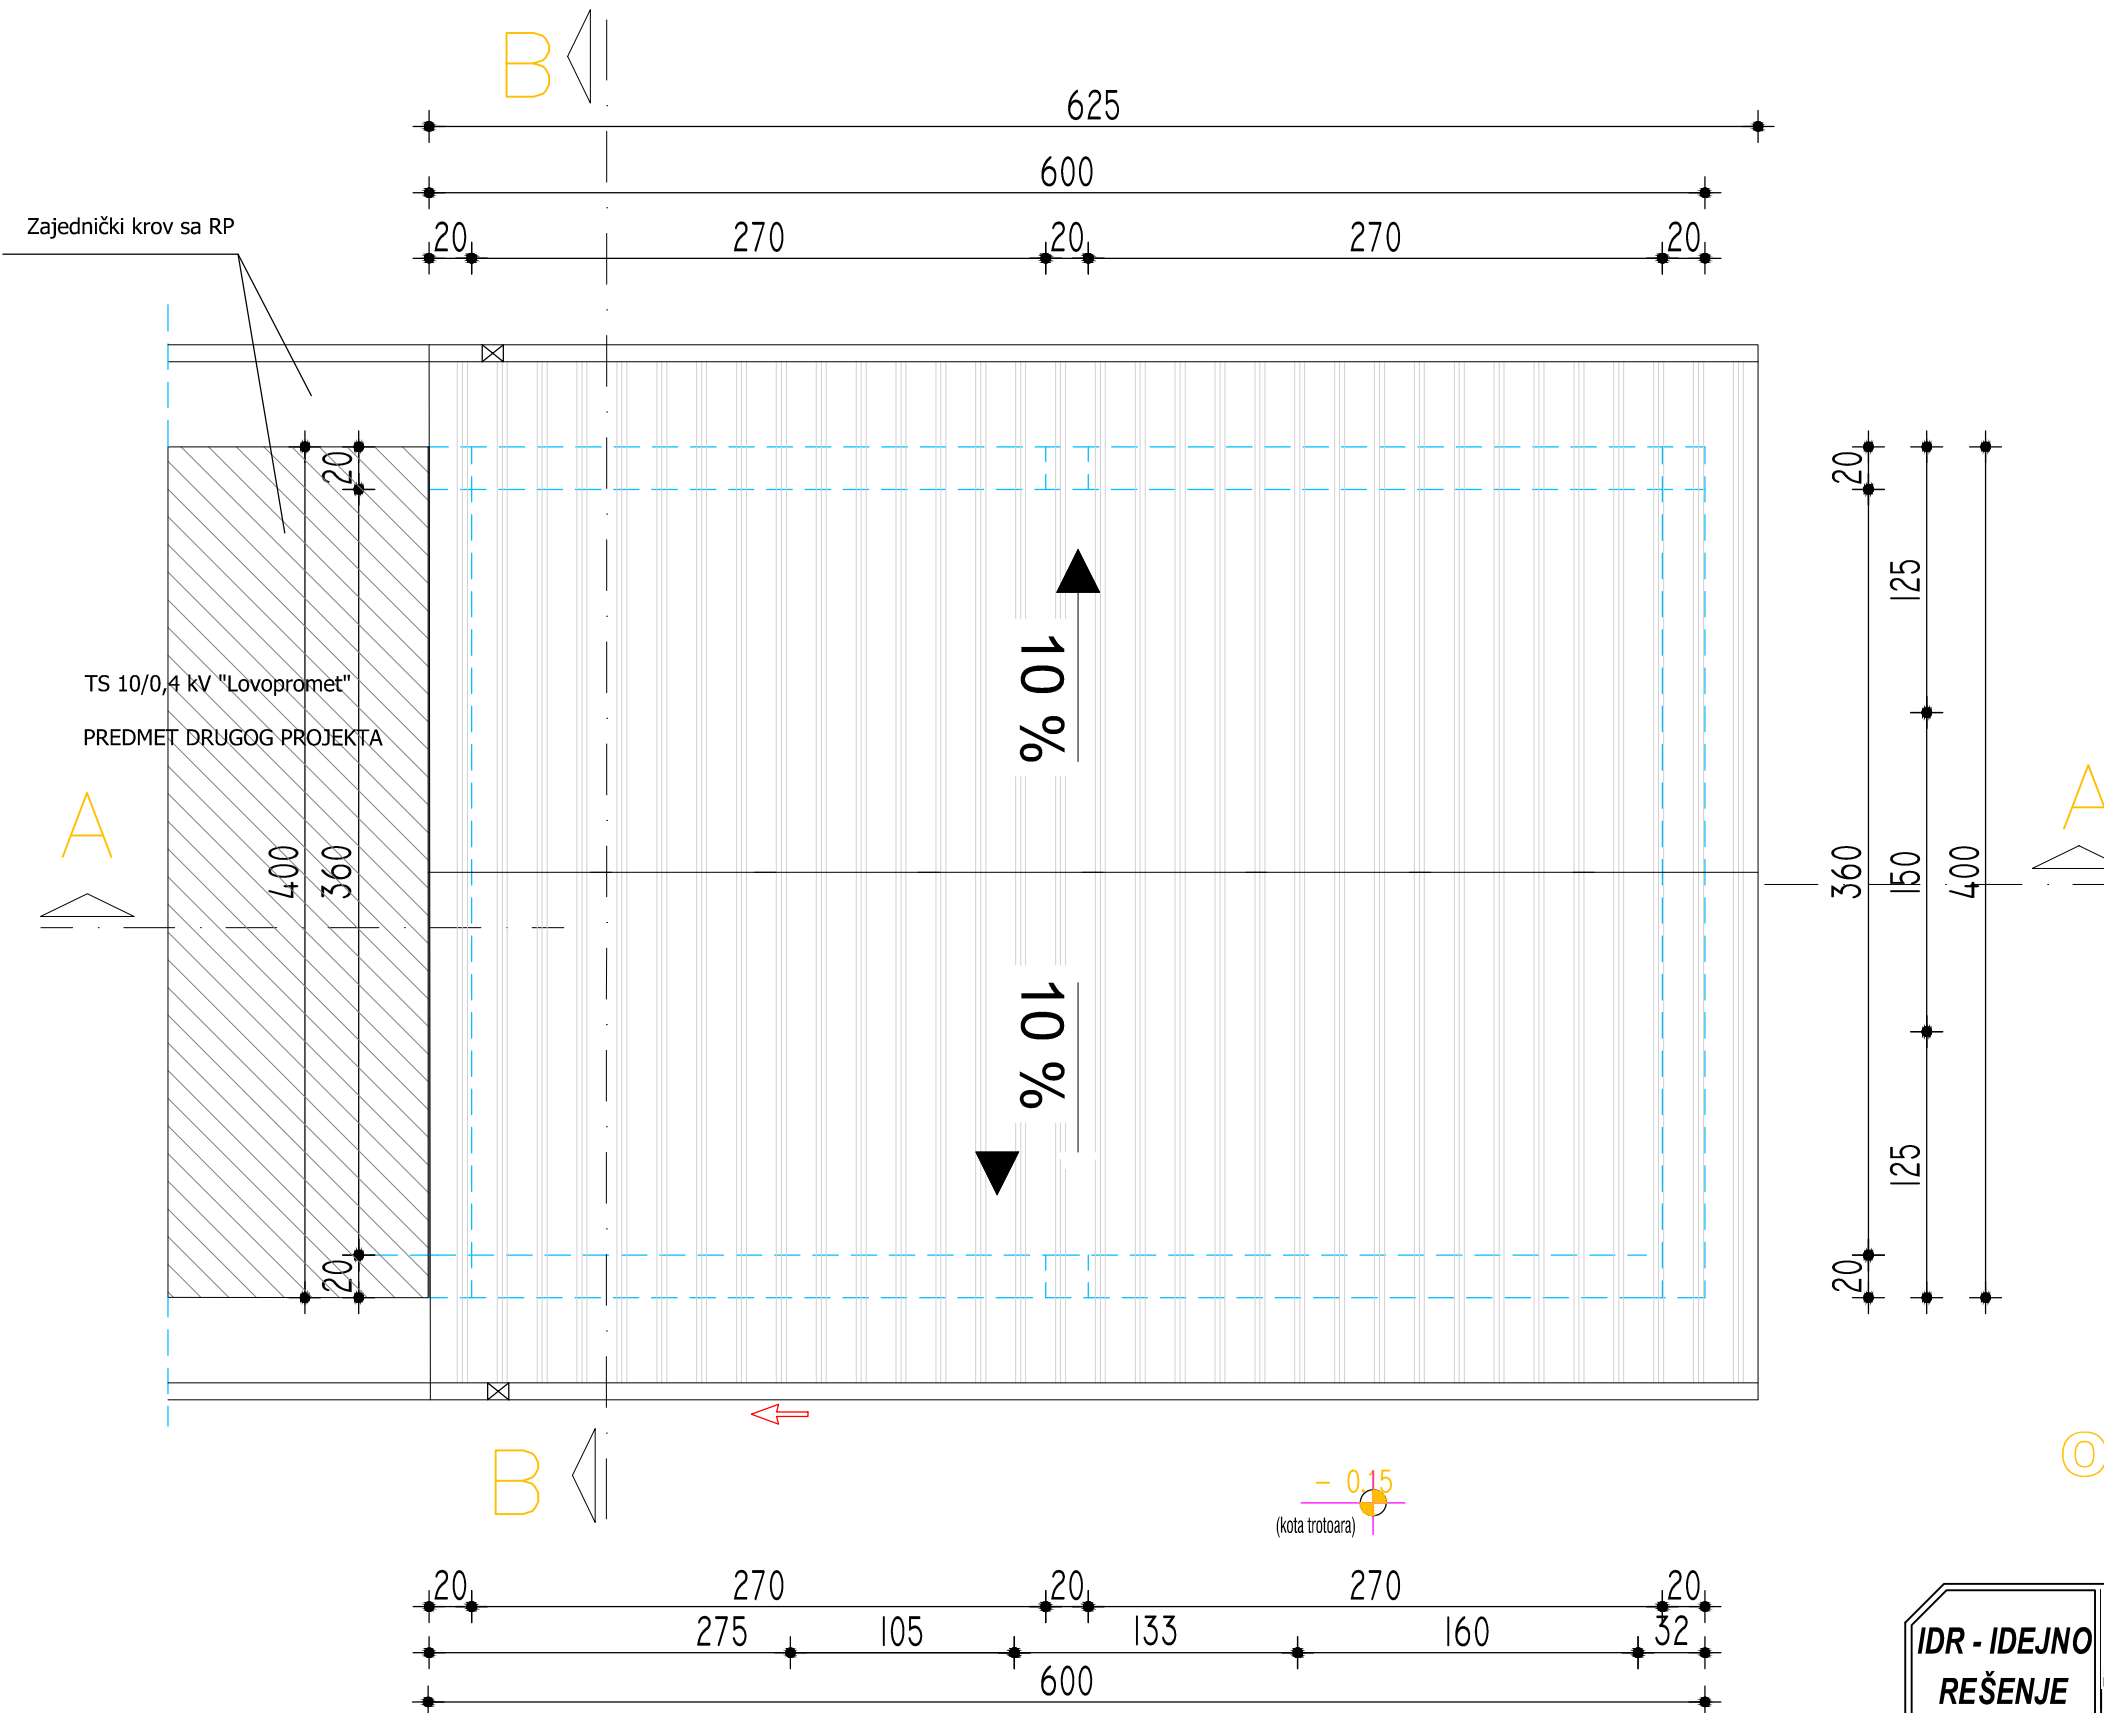 B
625
600
20 270 20 270 20
Zajednički krov sa RP
20
20
125
10 %
TS 10/0,4 kV "Lovopromet"
PREDMET DRUGOG PROJEKTA
A
A
400
360
360
150
400
10 %
125
20
20
B
- 0.15
(kota trotoara)
20 270 20 270 20
275 105 133 160 32
600
IDR - IDEJNO
REŠENJE